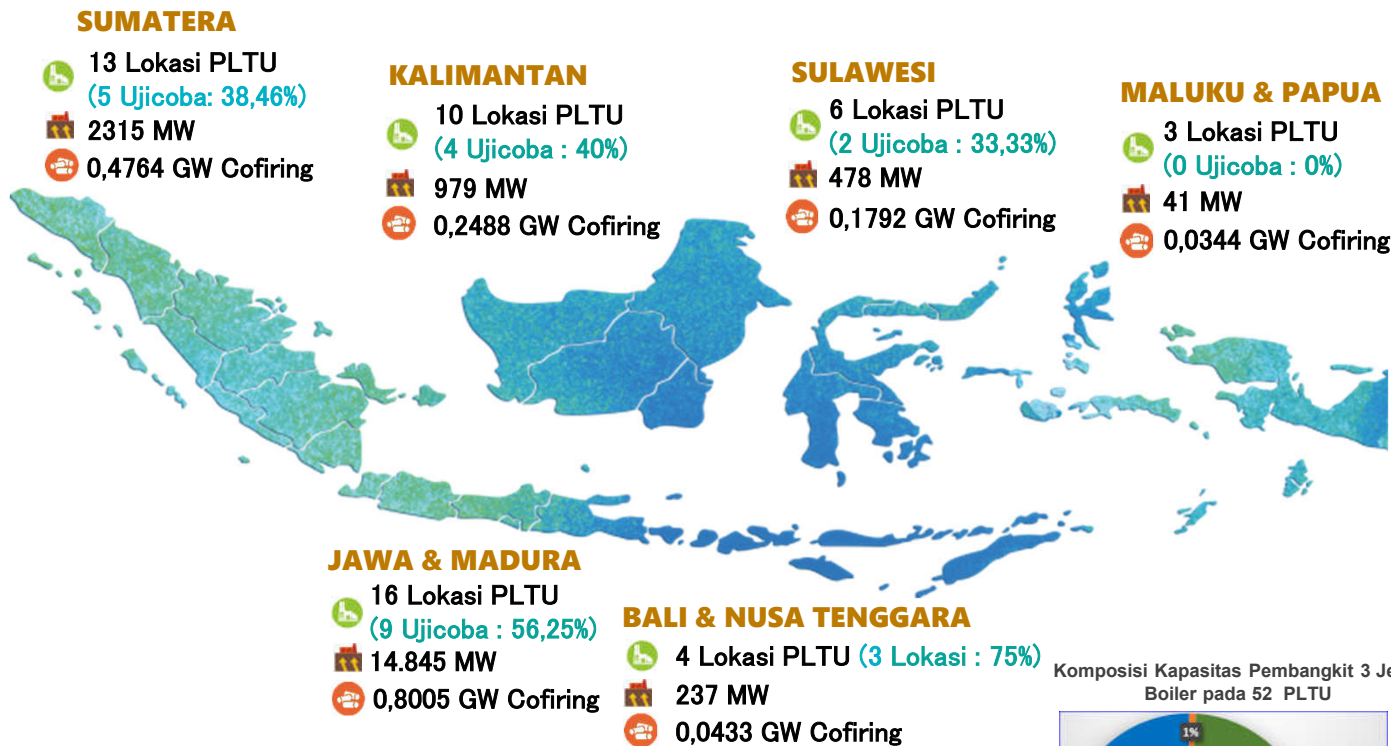 SUMATERA
13 Lokasi PLTU
(5 Ujicoba: 38,46%)
2315 MW
0,4764 GW Cofiring
KALIMANTAN
10 Lokasi PLTU
(4 Ujicoba : 40%)
979 MW
0,2488 GW Cofiring
SULAWESI
6 Lokasi PLTU
(2 Ujicoba : 33,33%)
478 MW
0,1792 GW Cofiring
MALUKU & PAPUA
3 Lokasi PLTU
(0 Ujicoba : 0%)
41 MW
0,0344 GW Cofiring
JAWA & MADURA
16 Lokasi PLTU
(9 Ujicoba : 56,25%)
14.845 MW
0,8005 GW Cofiring
BALI & NUSA TENGGARA
4 Lokasi PLTU (3 Lokasi : 75%)
237 MW
0,0433 GW Cofiring
Komposisi Kapasitas Pembangkit 3 Je
Boiler pada 52 PLTU
1%